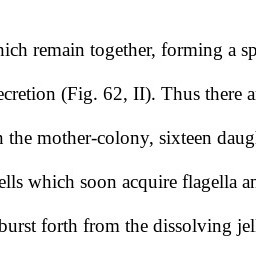 hich remain together, forming a sp
ecretion (Fig. 62, II). Thus there a
the mother-colony, sixteen daug
ells which soon acquire flagella an
burst forth from the dissolving jel